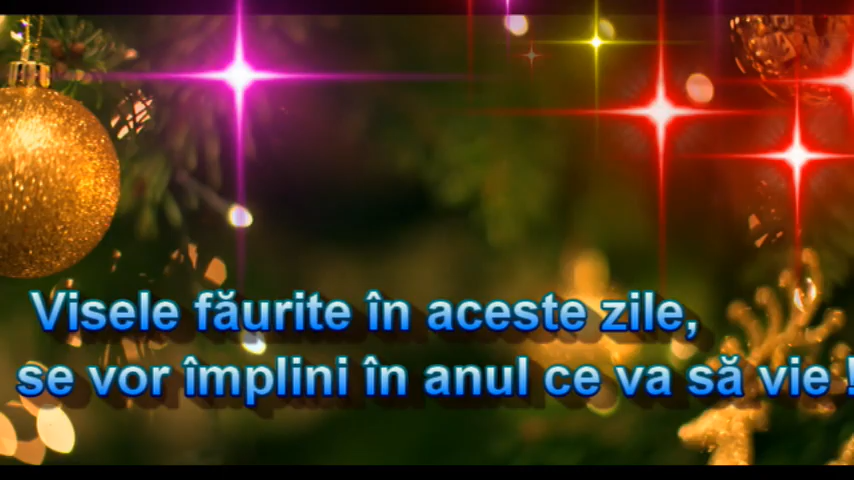 Visele făurite în aceste zile,
se vor împlini în anul ce va să vie !